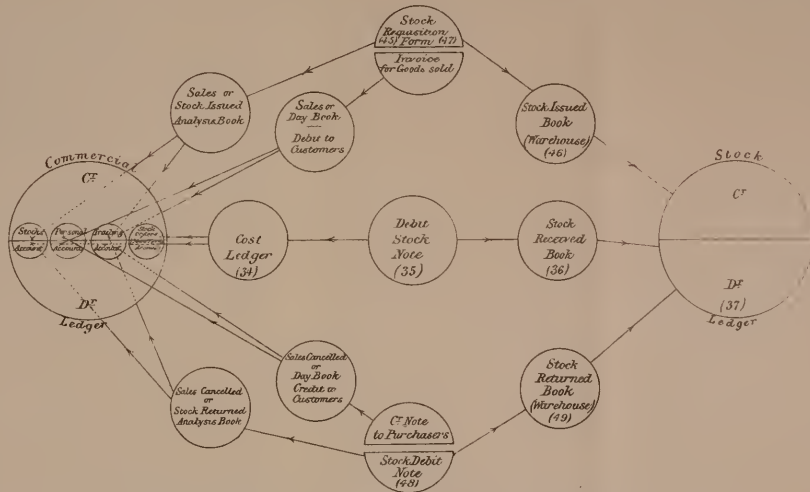 Stock
Requisition
(45) Form (47)
Invoice
for Goods sold
Sales or
Stock Issued
Analysis Book
Sales or
Day Book
Debit to
Customers
Stock Issued
Book
(Warehouse)
(46)
Commercial
Cr
Stocks
Account
Personal
Accounts
Trading
Account
Stock
Dr
Ledger
Cost
Ledger
(34)
Debit
Stock
Note
(35)
Stock
Received
Book
(36)
Stock
Cr
Dr
(37)
Ledger
Sales Cancelled
or
Stock Returned
Analysis Book
Sales Cancelled
or
Day Book
Credit to
Customers
Cr Note
to Purchasers
Stock Debit
Note
(48)
Stock
Returned
Book
(Warehouse)
(49)